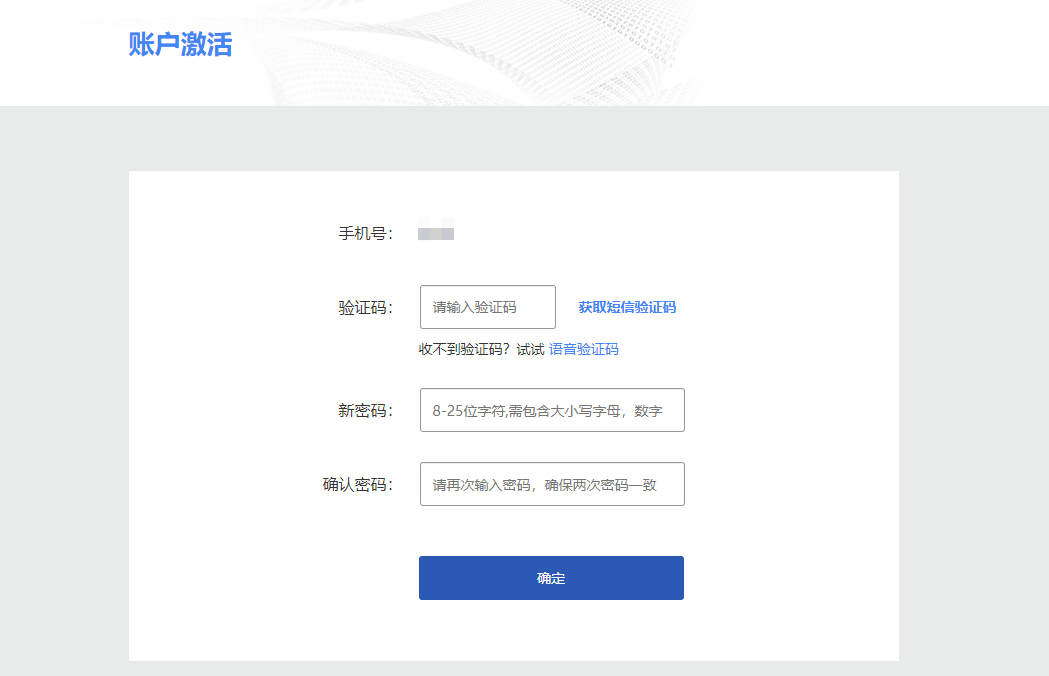 账户激活
手机号：
验证码： 请输入验证码 获取短信验证码
收不到验证码？试试 语音验证码
新密码： 8-25位字符,需包含大小写字母，数字
确认密码： 请再次输入密码，确保两次密码一致
确定